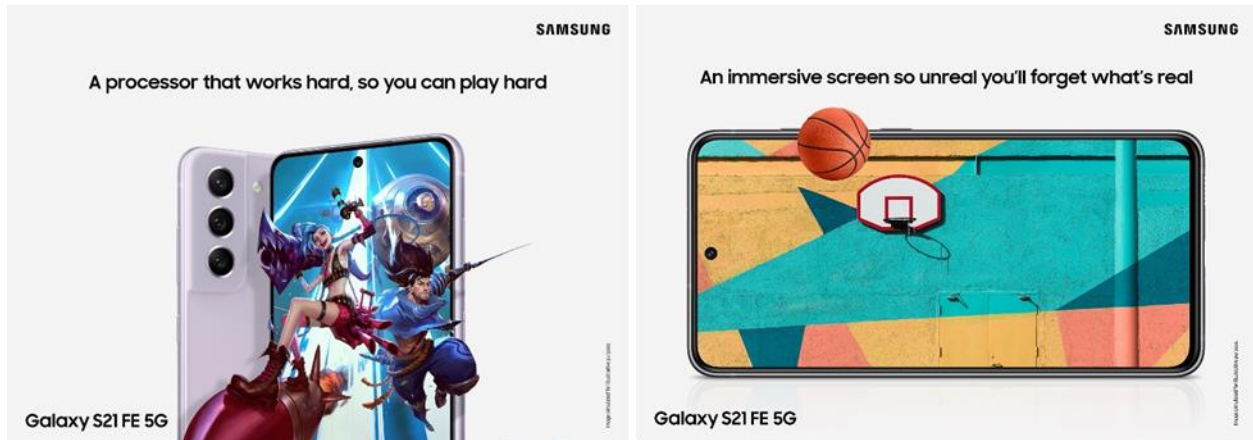 SAMSUNG
A processor that works hard, so you can play hard
Galaxy S21 FE 5G
SAMSUNG
An immersive screen so unreal you'll forget what's real
Galaxy S21 FE 5G